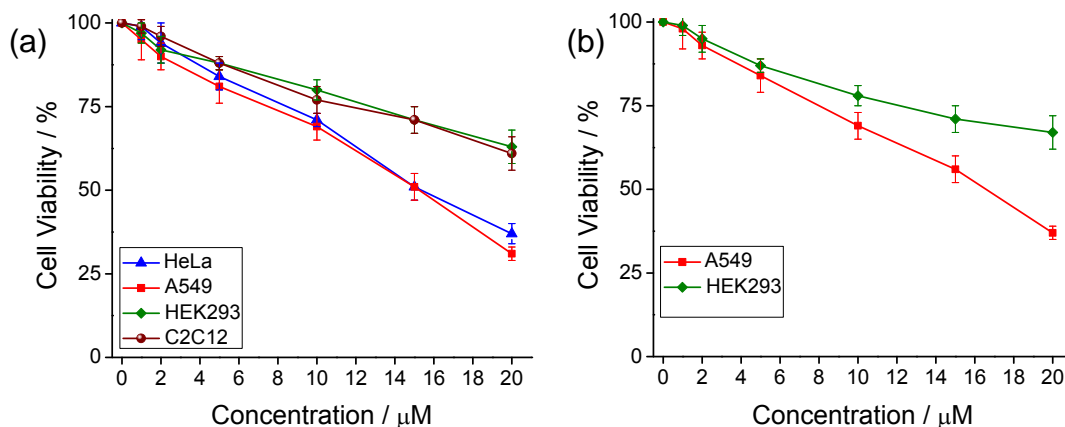 (a)
Cell Viability / %
100
75
50
25
0
HeLa
A549
HEK293
C2C12
0 2 4 6 8 10 12 14 16 18 20
Concentration / μM
(b)
Cell Viability / %
100
75
50
25
0
A549
HEK293
0 2 4 6 8 10 12 14 16 18 20
Concentration / μM